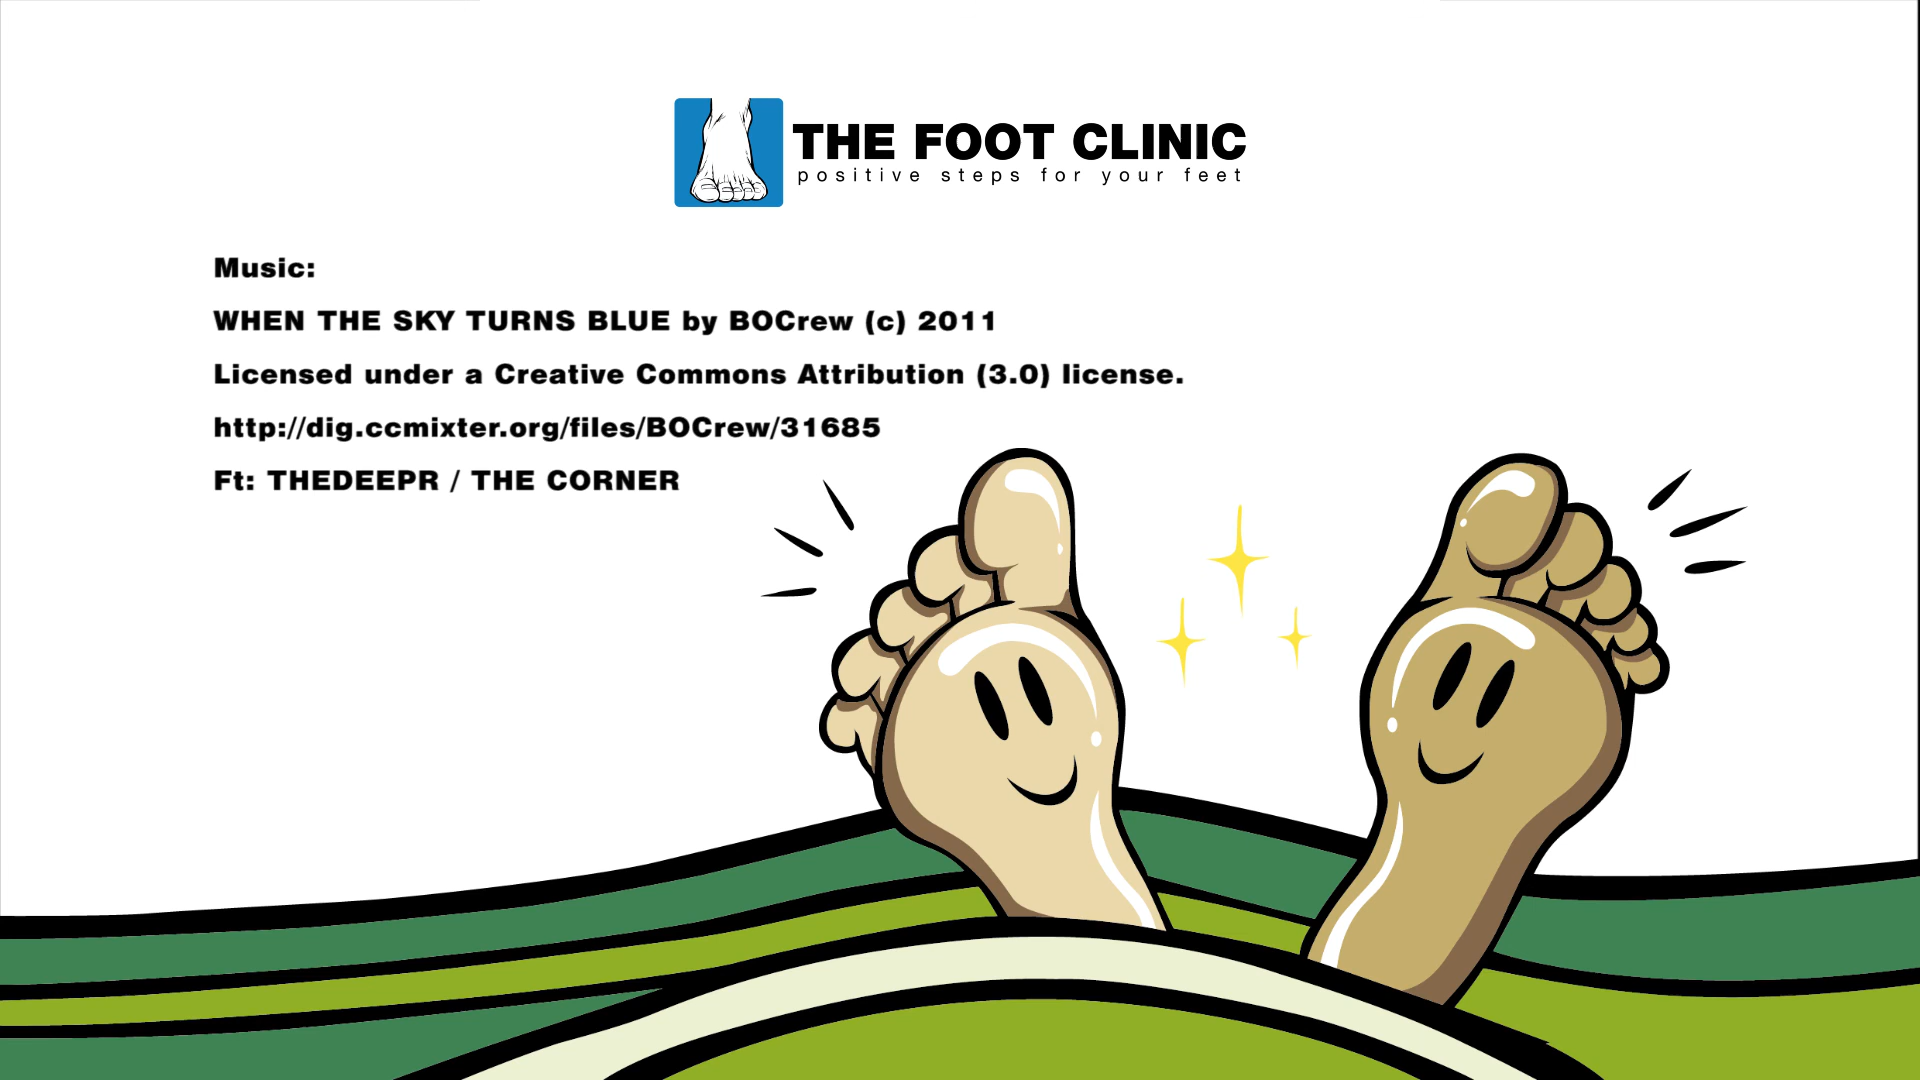 THE FOOT CLINIC
positive steps for your feet
Music:
WHEN THE SKY TURNS BLUE by BOCrew (c) 2011
Licensed under a Creative Commons Attribution (3.0) license.
http://dig.ccmixter.org/files/BOCrew/31685
Ft: THEDEEPR / THE CORNER